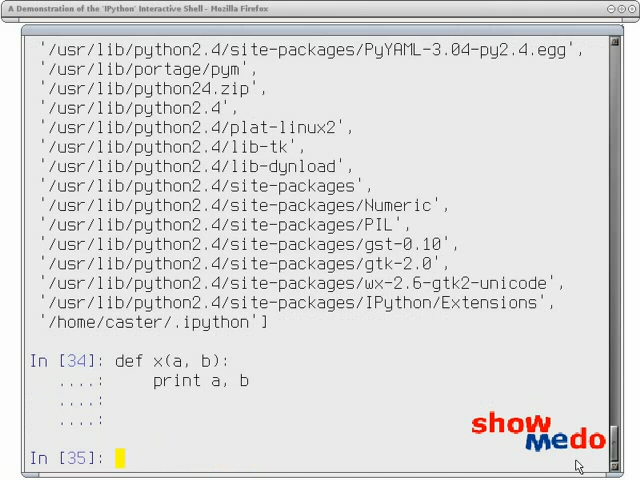 A Demonstration of the 'IPython' Interactive Shell - Mozilla Firefox
'/usr/lib/python2.4/site-packages/PyYAML-3.04-py2.4.egg',
'/usr/lib/portage/pym',
'/usr/lib/python24.zip',
'/usr/lib/python2.4',
'/usr/lib/python2.4/plat-linux2',
'/usr/lib/python2.4/lib-tk',
'/usr/lib/python2.4/lib-dynload',
'/usr/lib/python2.4/site-packages',
'/usr/lib/python2.4/site-packages/Numeric',
'/usr/lib/python2.4/site-packages/PIL',
'/usr/lib/python2.4/site-packages/gst-0.10',
'/usr/lib/python2.4/site-packages/gtk-2.0',
'/usr/lib/python2.4/site-packages/wx-2.6-gtk2-unicode',
'/usr/lib/python2.4/site-packages/IPython/Extensions',
'/home/caster/.ipython']
In [34]: def x(a, b):
....: print a, b
....:
....:
In [35]:
show
medo